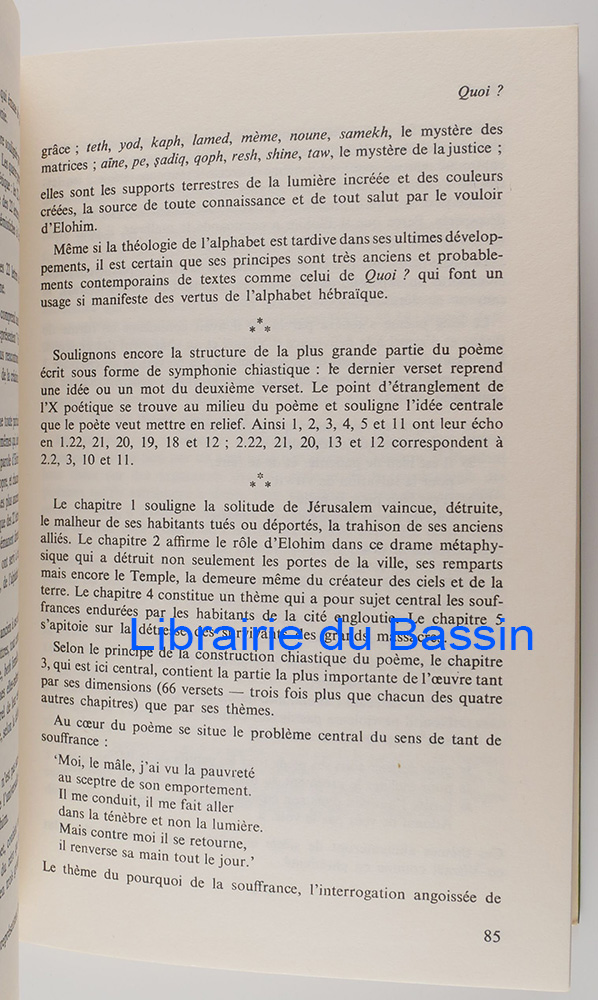 Quoi ?
grâce ; teth, yod, kaph, lamed, mème, noune, samekh, le mystère des
matrices ; aïne, pe, ṣadiq, qoph, resh, shine, taw, le mystère de la justice ;
elles sont les supports terrestres de la lumière incréée et des couleurs
créées, la source de toute connaissance et de tout salut par le vouloir
d'Elohim.
Même si la théologie de l'alphabet est tardive dans ses ultimes dévelop-
pements, il est certain que ses principes sont très anciens et probable-
ments contemporains de textes comme celui de Quoi ? qui font un
usage si manifeste des vertus de l'alphabet hébraïque.
*
* *
Soulignons encore la structure de la plus grande partie du poème
écrit sous forme de symphonie chiastique : le dernier verset reprend
une idée ou un mot du deuxième verset. Le point d'étranglement de
l'X poétique se trouve au milieu du poème et souligne l'idée centrale
que le poète veut mettre en relief. Ainsi 1, 2, 3, 4, 5 et 11 ont leur écho
en 1.22, 21, 20, 19, 18 et 12 ; 2.22, 21, 20, 13 et 12 correspondent à
2.2, 3, 10 et 11.
*
* *
Le chapitre 1 souligne la solitude de Jérusalem vaincue, détruite,
le malheur de ses habitants tués ou déportés, la trahison de ses anciens
alliés. Le chapitre 2 affirme le rôle d'Elohim dans ce drame métaphy-
sique qui a détruit non seulement les portes de la ville, ses remparts
mais encore le Temple, la demeure même du créateur des ciels et de la
terre. Le chapitre 4 constitue un thème qui a pour sujet central les souf-
frances endurées par les habitants de la cité engloutie. Le chapitre 5
s'apitoie sur la détresse des survivants des grands massacres.
Librairie du Bassin
Selon le principe de la construction chiastique du poème, le chapitre
3, qui est ici central, contient la partie la plus importante de l'œuvre tant
par ses dimensions (66 versets — trois fois plus que chacun des quatre
autres chapitres) que par ses thèmes.
Au cœur du poème se situe le problème central du sens de tant de
souffrance :
'Moi, le mâle, j'ai vu la pauvreté
au sceptre de son emportement.
Il me conduit, il me fait aller
dans la ténèbre et non la lumière.
Mais contre moi il se retourne,
il renverse sa main tout le jour.'
Le thème du pourquoi de la souffrance, l'interrogation angoissée de
85